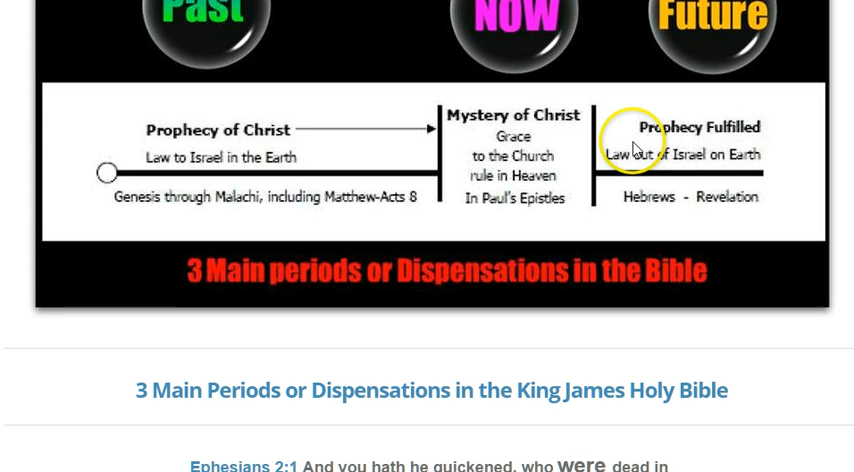 Past
Now
Future
Prophecy of Christ
Law to Israel in the Earth
Genesis through Malachi, including Matthew-Acts 8
Mystery of Christ
Grace
to the Church
rule in Heaven
In Paul's Epistles
Prophecy Fulfilled
Law out of Israel on Earth
Hebrews - Revelation
3 Main periods or Dispensations in the Bible
3 Main Periods or Dispensations in the King James Holy Bible
Ephesians 2:1 And you hath he quickened, who were dead in